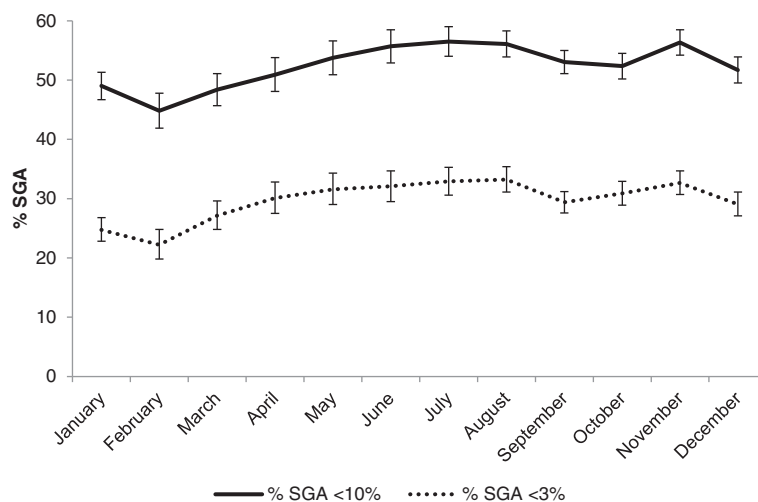 60
50
40
30
20
10
0
% SGA
January
February
March
April
May
June
July
August
September
October
November
December
% SGA <10%
% SGA <3%